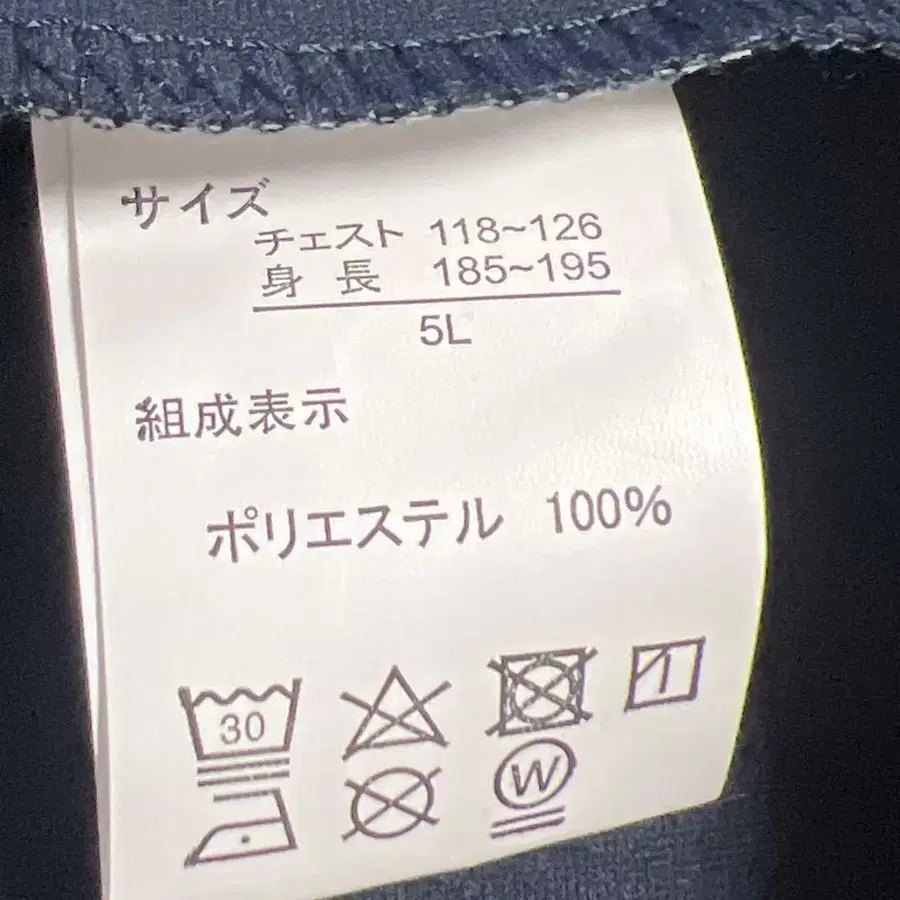 サイズ
チェスト 118~126
身 長 185~195
5L
組成表示
ポリエステル 100%
30
W